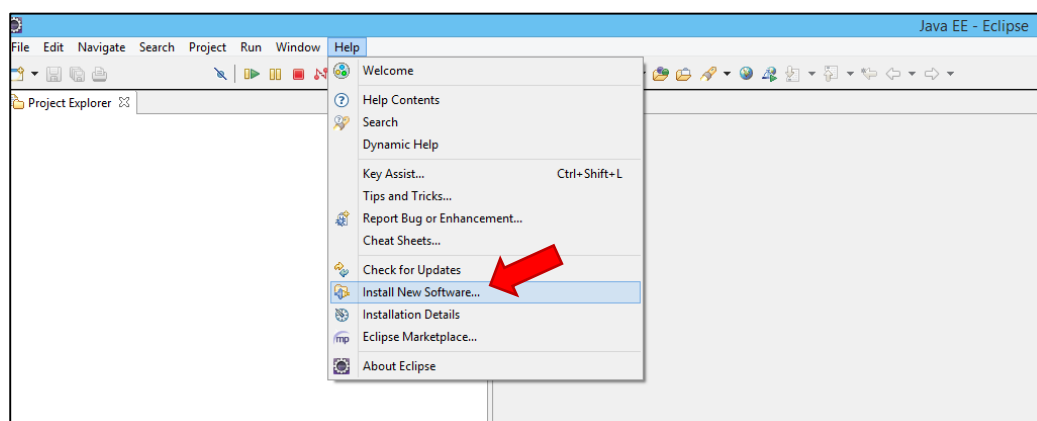 Java EE - Eclipse
File Edit Navigate Search Project Run Window Help
Project Explorer
Welcome
Help Contents
Search
Dynamic Help
Key Assist... Ctrl+Shift+L
Tips and Tricks...
Report Bug or Enhancement...
Cheat Sheets...
Check for Updates
Install New Software...
Installation Details
mp Eclipse Marketplace...
About Eclipse